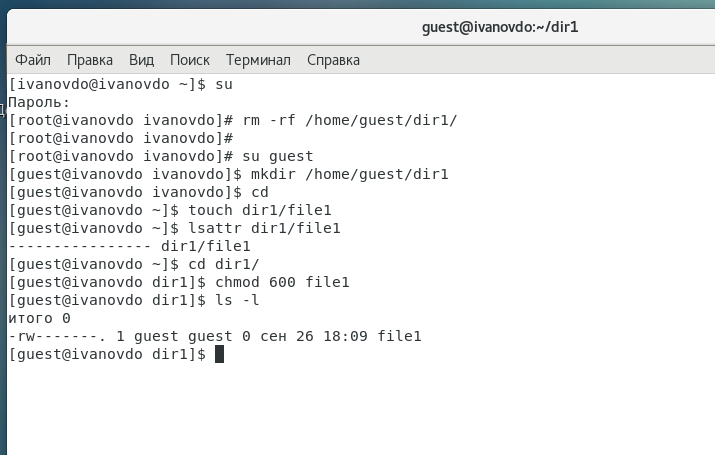 guest@ivanovdo:~/dir1
Файл Правка Вид Поиск Терминал Справка
[ivanovdo@ivanovdo ~]$ su
Пароль:
[root@ivanovdo ivanovdo]# rm -rf /home/guest/dir1/
[root@ivanovdo ivanovdo]#
[root@ivanovdo ivanovdo]# su guest
[guest@ivanovdo ivanovdo]$ mkdir /home/guest/dir1
[guest@ivanovdo ivanovdo]$ cd
[guest@ivanovdo ~]$ touch dir1/file1
[guest@ivanovdo ~]$ lsattr dir1/file1
---------------- dir1/file1
[guest@ivanovdo ~]$ cd dir1/
[guest@ivanovdo dir1]$ chmod 600 file1
[guest@ivanovdo dir1]$ ls -l
итого 0
-rw-------. 1 guest guest 0 сен 26 18:09 file1
[guest@ivanovdo dir1]$